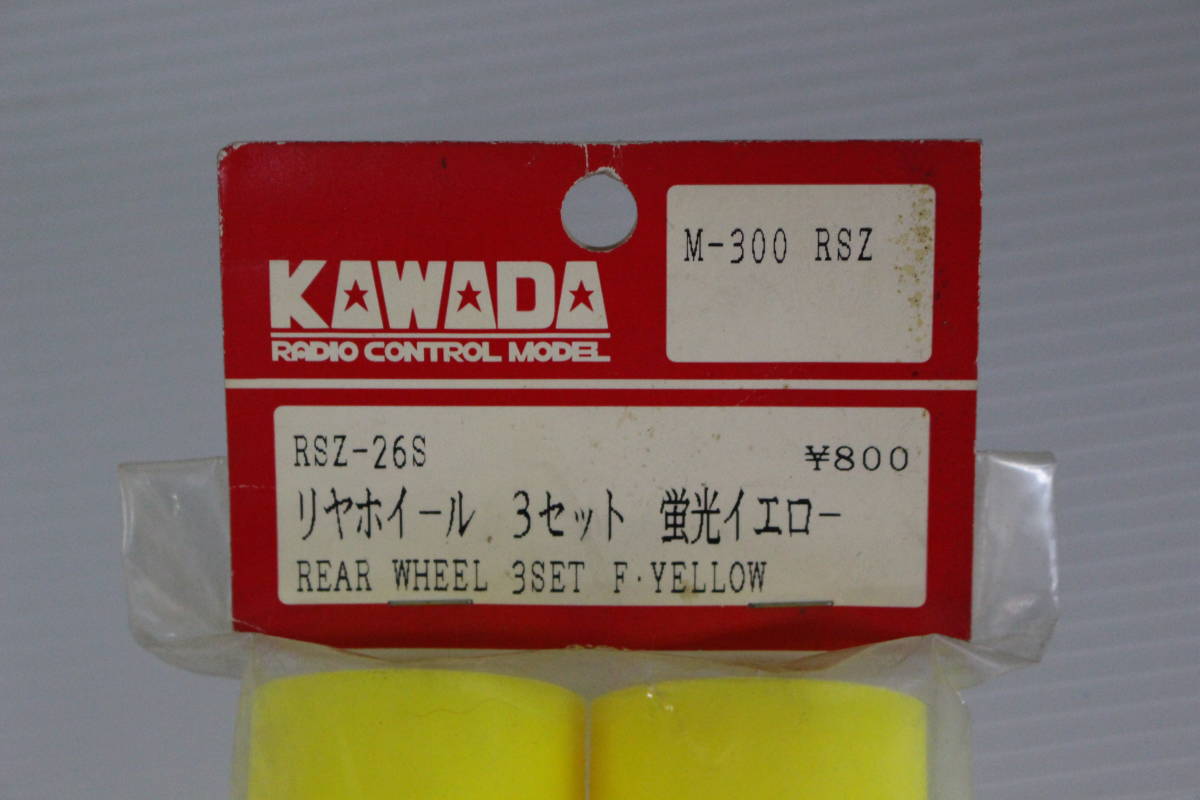 KAWADA
RADIO CONTROL MODEL
M-300 RSZ
RSZ-26S ¥800
リヤホイール 3セット 蛍光イエロー
REAR WHEEL 3SET F・YELLOW